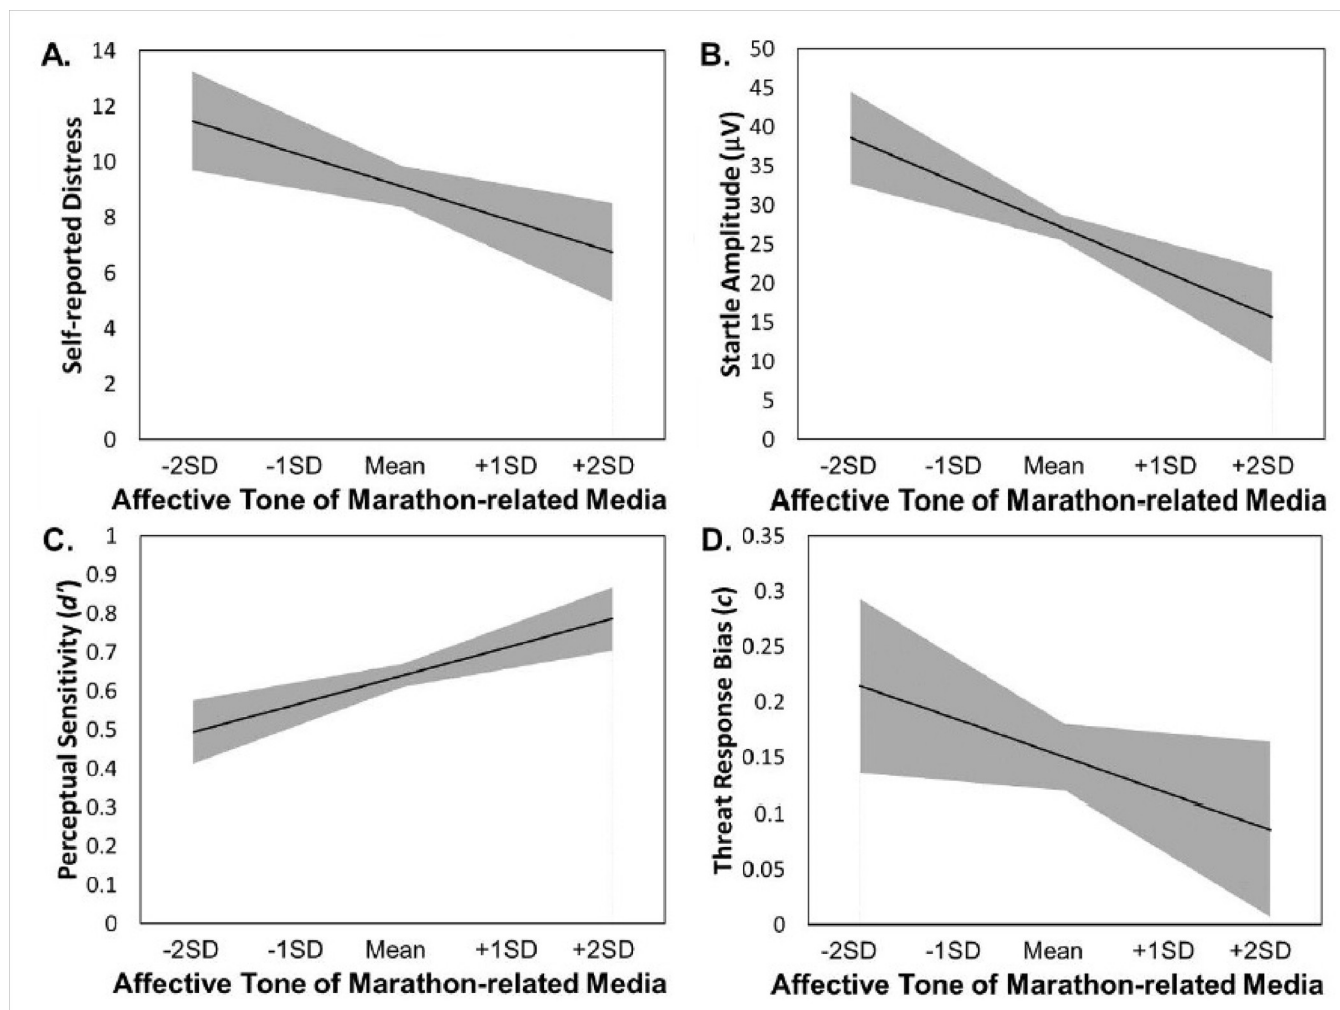 A.
Self-reported Distress
14
12
10
8
6
4
2
0
-2SD -1SD Mean +1SD +2SD
Affective Tone of Marathon-related Media
B.
Startle Amplitude (μV)
50
45
40
35
30
25
20
15
10
5
0
-2SD -1SD Mean +1SD +2SD
Affective Tone of Marathon-related Media
C.
Perceptual Sensitivity (d′)
1
0.9
0.8
0.7
0.6
0.5
0.4
0.3
0.2
0.1
0
-2SD -1SD Mean +1SD +2SD
Affective Tone of Marathon-related Media
D.
Threat Response Bias (c)
0.35
0.3
0.25
0.2
0.15
0.1
0.05
0
-2SD -1SD Mean +1SD +2SD
Affective Tone of Marathon-related Media